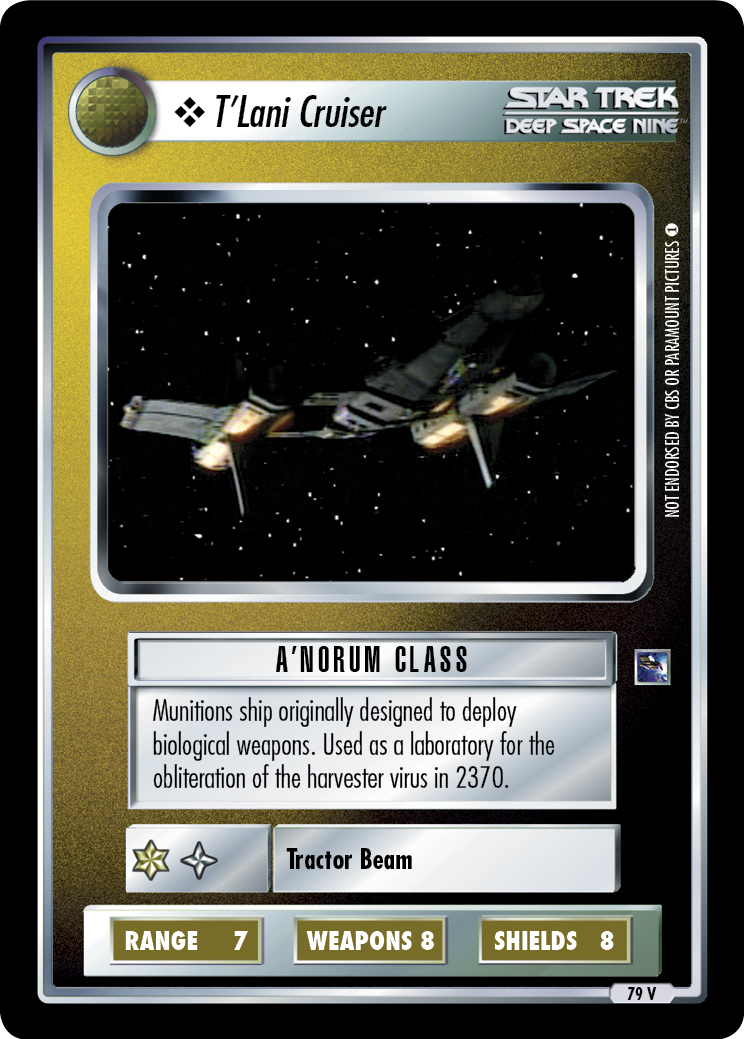 ❖ T'Lani Cruiser
STAR TREK
DEEP SPACE NINE™
NOT ENDORSED BY CBS OR PARAMOUNT PICTURES 1
A'NORUM CLASS
Munitions ship originally designed to deploy
biological weapons. Used as a laboratory for the
obliteration of the harvester virus in 2370.
Tractor Beam
RANGE 7 WEAPONS 8 SHIELDS 8
79 V